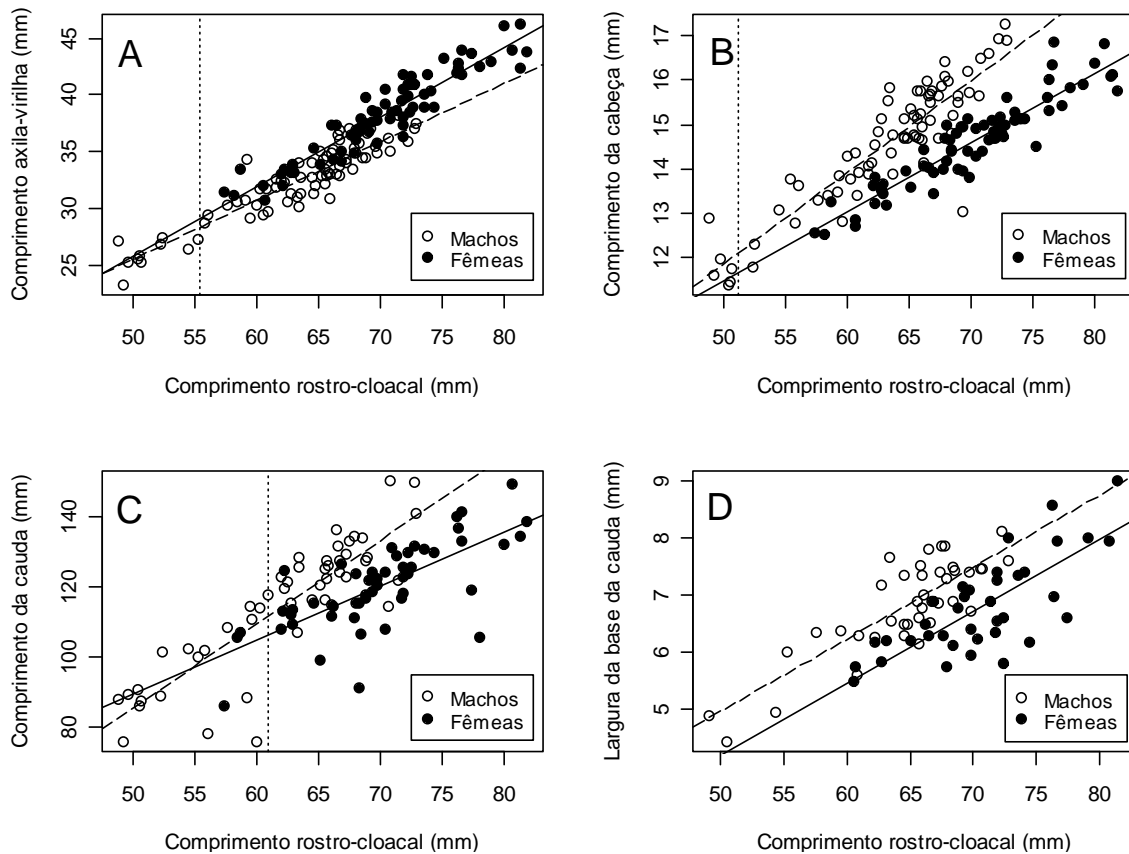 A
Comprimento axila-virilha (mm)
45
40
35
30
25
Machos
Fêmeas
50 55 60 65 70 75 80
Comprimento rostro-cloacal (mm)
B
Comprimento da cabeça (mm)
17
16
15
14
13
12
Machos
Fêmeas
50 55 60 65 70 75 80
Comprimento rostro-cloacal (mm)
C
Comprimento da cauda (mm)
140
120
100
80
Machos
Fêmeas
50 55 60 65 70 75 80
Comprimento rostro-cloacal (mm)
D
Largura da base da cauda (mm)
9
8
7
6
5
Machos
Fêmeas
50 55 60 65 70 75 80
Comprimento rostro-cloacal (mm)